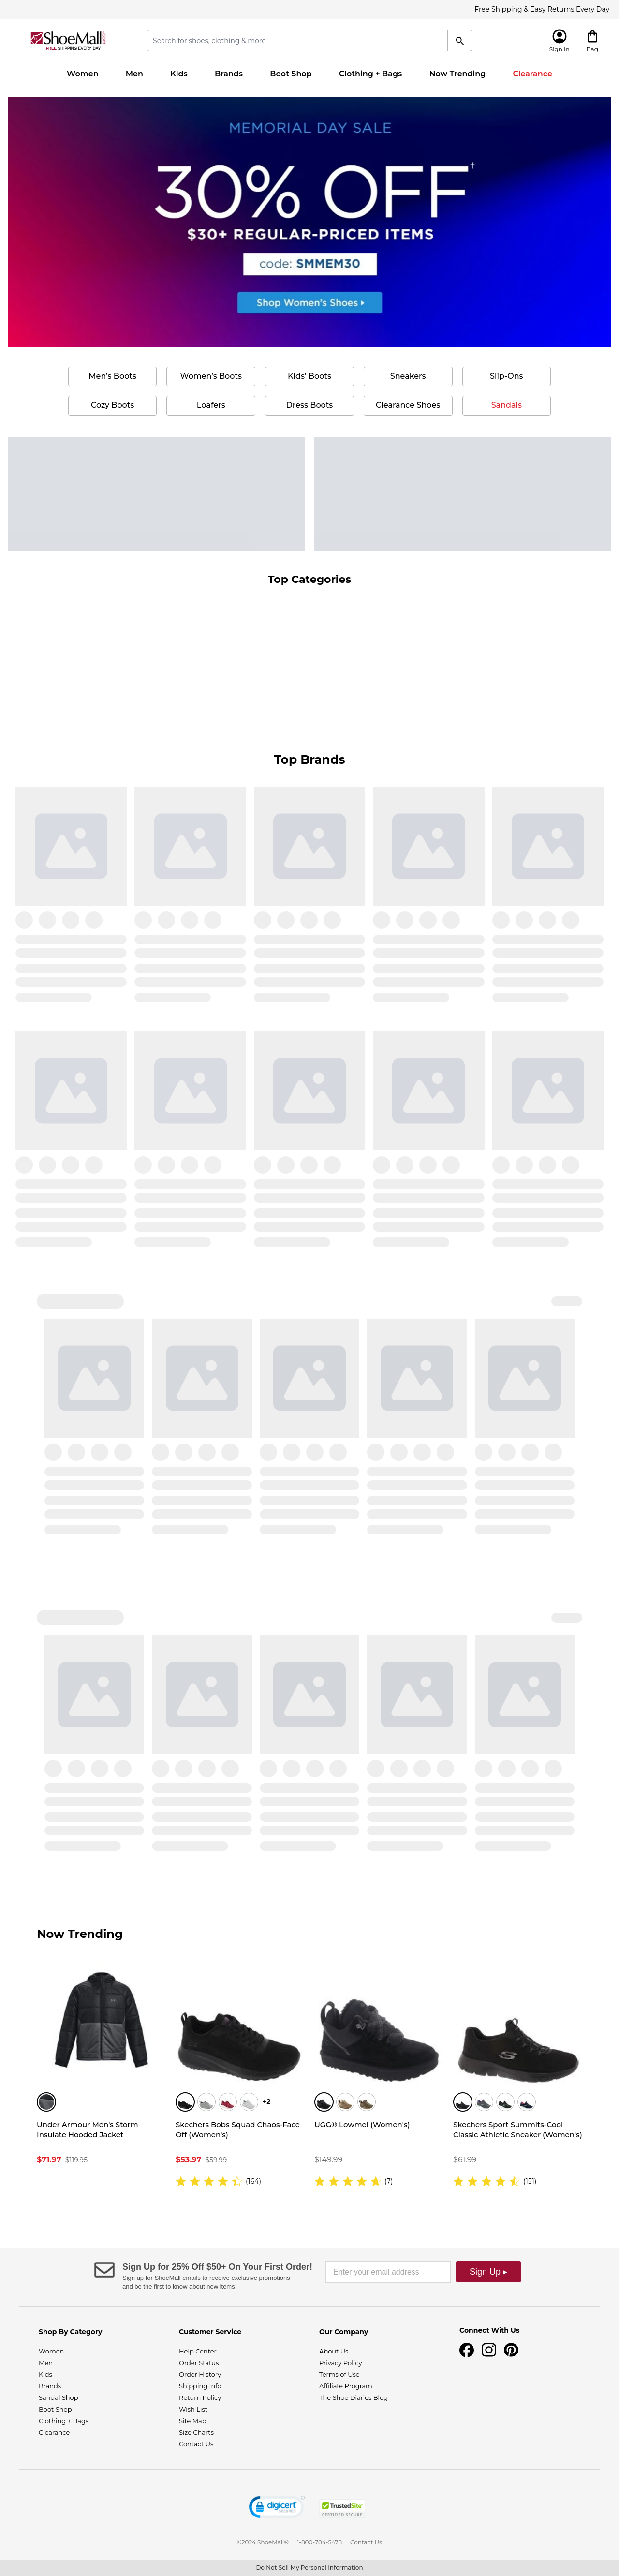 Free Shipping & Easy Returns Every Day
ShoeMall
FREE SHIPPING EVERY DAY
Search for shoes, clothing & more
Sign In
Bag
Women
Men
Kids
Brands
Boot Shop
Clothing + Bags
Now Trending
Clearance
MEMORIAL DAY SALE
30% OFF†
$30+ REGULAR-PRICED ITEMS
code: SMMEM30
Shop Women's Shoes ▸
Men's Boots
Women's Boots
Kids' Boots
Sneakers
Slip-Ons
Cozy Boots
Loafers
Dress Boots
Clearance Shoes
Sandals
Top Categories
Top Brands
Now Trending
+2
Under Armour Men's Storm
Insulate Hooded Jacket
$71.97 $119.95
Skechers Bobs Squad Chaos-Face
Off (Women's)
$53.97 $59.99
(164)
UGG® Lowmel (Women's)
$149.99
(7)
Skechers Sport Summits-Cool
Classic Athletic Sneaker (Women's)
$61.99
(151)
Sign Up for 25% Off $50+ On Your First Order!
Sign up for ShoeMall emails to receive exclusive promotions
and be the first to know about new items!
Enter your email address
Sign Up ▸
Shop By Category
Women
Men
Kids
Brands
Sandal Shop
Boot Shop
Clothing + Bags
Clearance
Customer Service
Help Center
Order Status
Order History
Shipping Info
Return Policy
Wish List
Site Map
Size Charts
Contact Us
Our Company
About Us
Privacy Policy
Terms of Use
Affiliate Program
The Shoe Diaries Blog
Connect With Us
digicert
SECURED
TrustedSite
CERTIFIED SECURE
©2024 ShoeMall® | 1-800-704-5478 | Contact Us
Do Not Sell My Personal Information